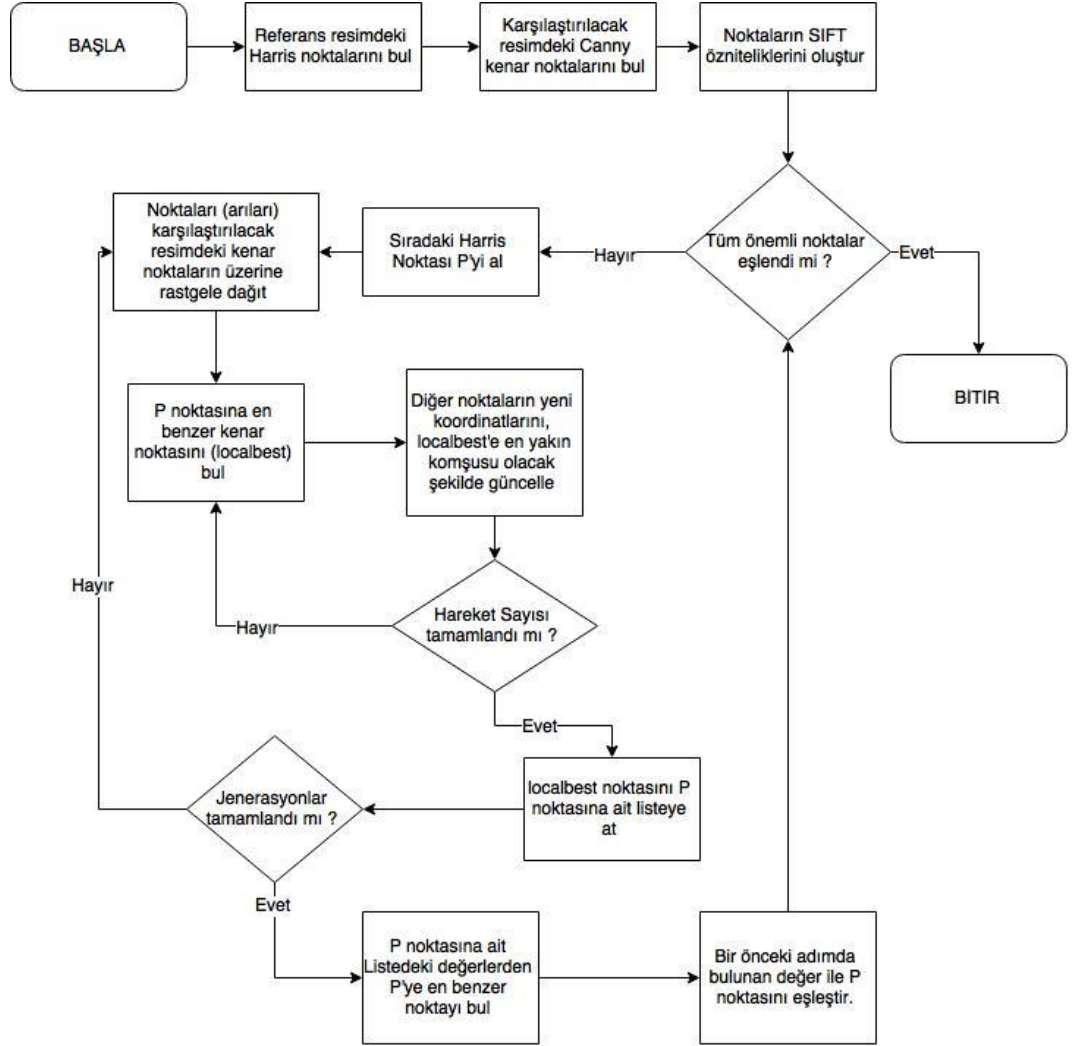 BAŞLA
Referans resimdeki
Harris noktalarını bul
Karşılaştırılacak
resimdeki Canny
kenar noktalarını bul
Noktaların SIFT
özniteliklerini oluştur
Tüm önemli noktalar
eşlendi mi ?
Evet
BİTİR
Hayır
Sıradaki Harris
Noktası P'yi al
Noktaları (arıları)
karşılaştırılacak
resimdeki kenar
noktaların üzerine
rastgele dağıt
P noktasına en
benzer kenar
noktasını (localbest)
bul
Diğer noktaların yeni
koordinatlarını,
localbest'e en yakın
komşusu olacak
şekilde güncelle
Hareket Sayısı
tamamlandı mı ?
Hayır
Evet
localbest noktasını P
noktasına ait listeye
at
Jenerasyonlar
tamamlandı mı ?
Hayır
Evet
P noktasına ait
Listedeki değerlerden
P'ye en benzer
noktayı bul
Bir önceki adımda
bulunan değer ile P
noktasını eşleştir.